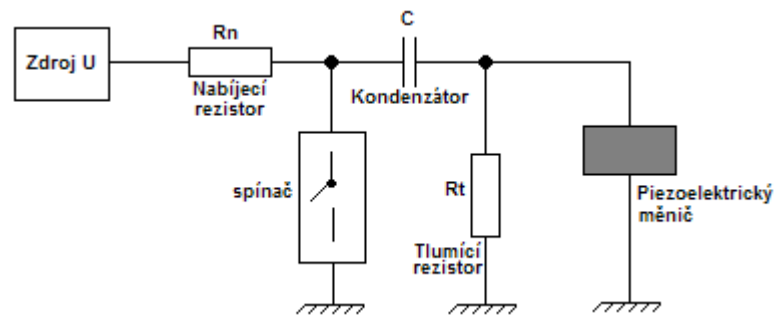 Zdroj U
Rn
Nabíjecí
rezistor
C
Kondenzátor
spínač
Rt
Tlumící
rezistor
Piezoelektrický
měnič